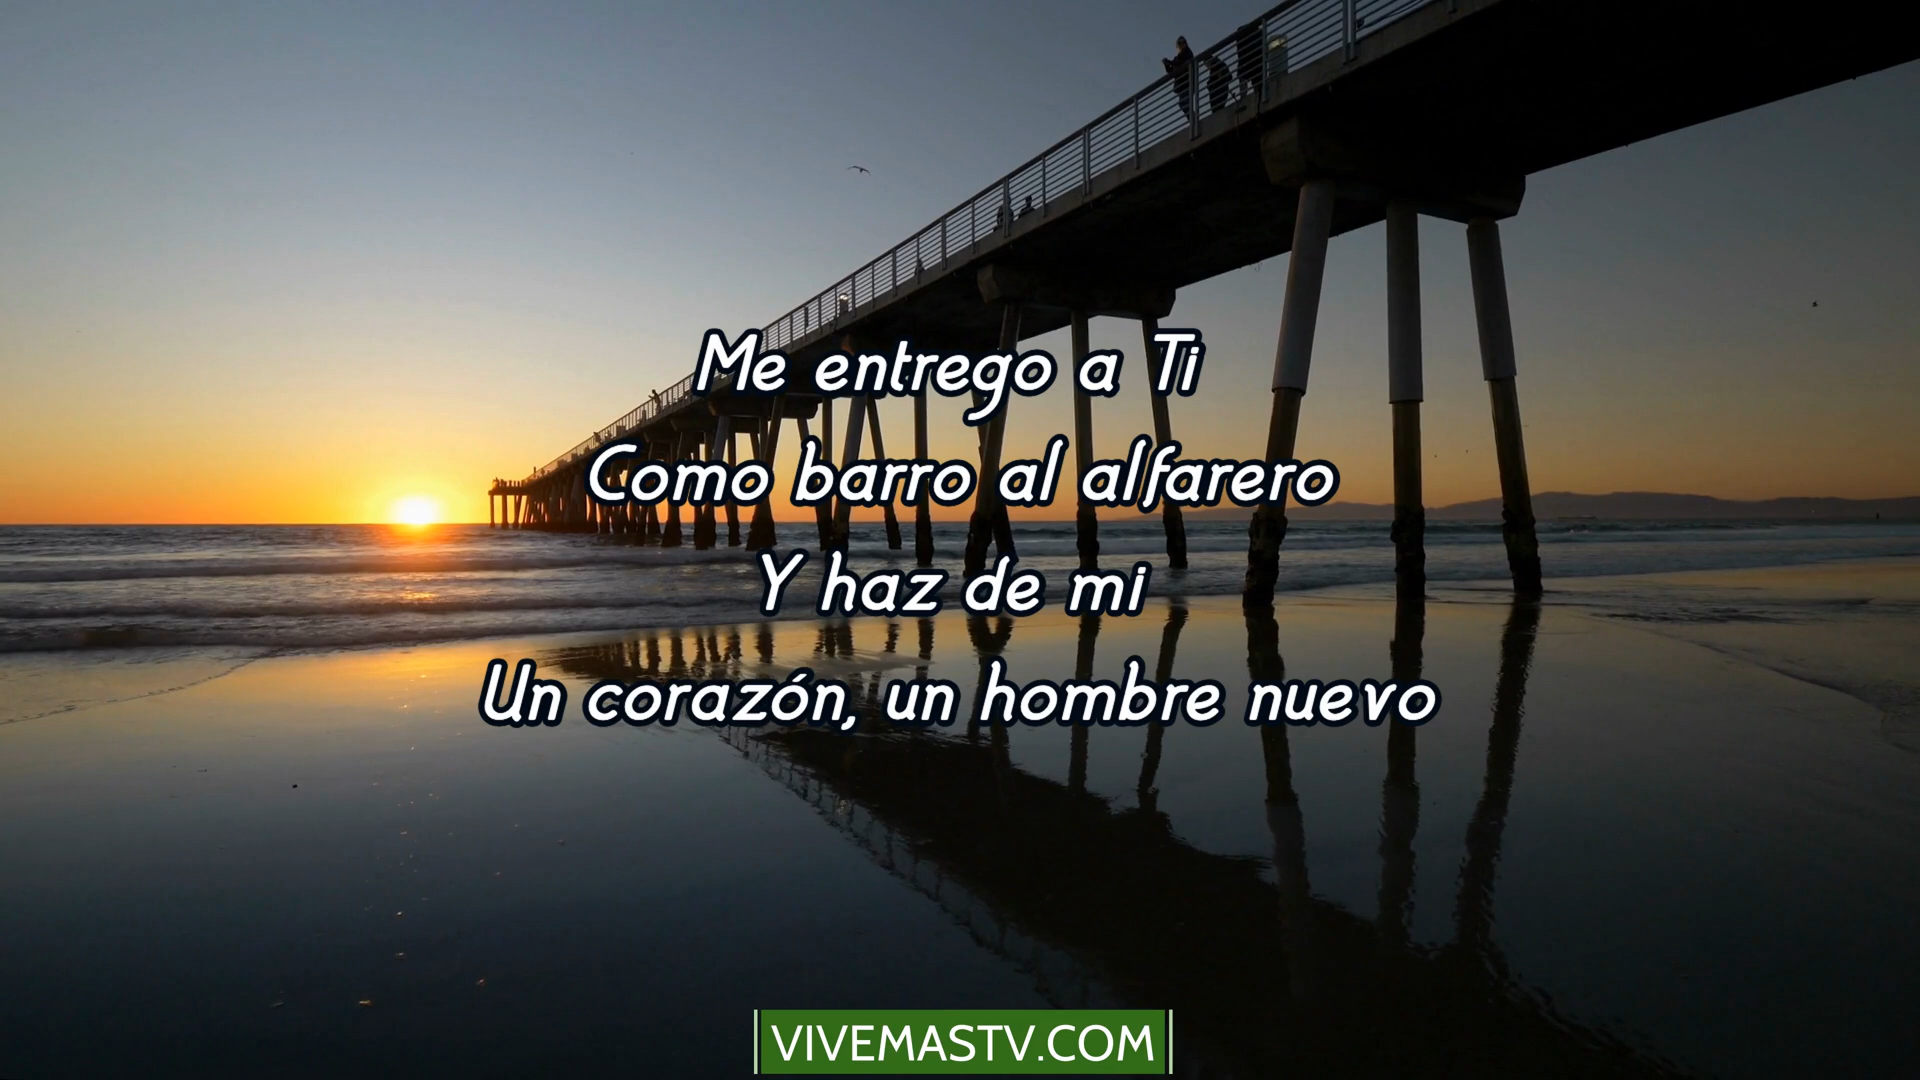 Me entrego a Ti
Como barro al alfarero
Y haz de mi
Un corazón, un hombre nuevo
VIVEMASTV.COM